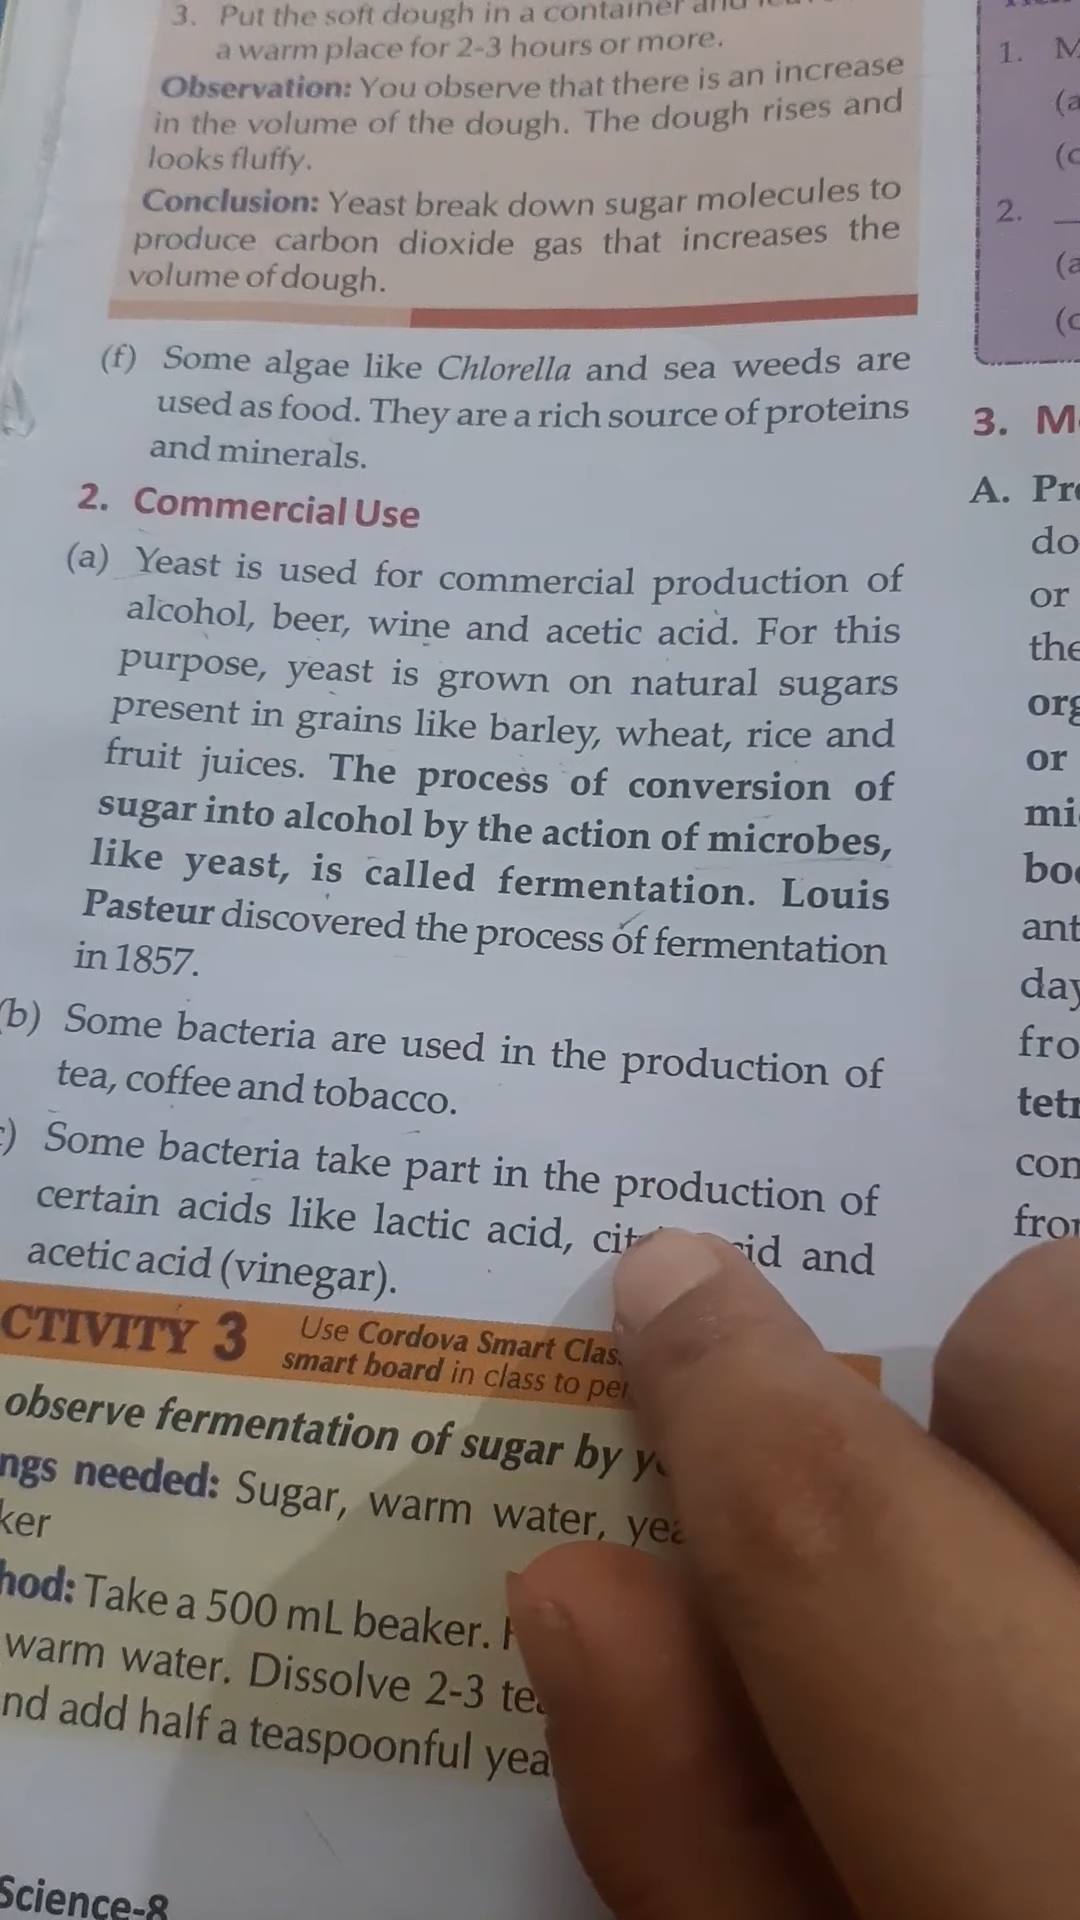 3. Put the soft dough in a container and
a warm place for 2-3 hours or more.
Observation: You observe that there is an increase
in the volume of the dough. The dough rises and
looks fluffy.
Conclusion: Yeast break down sugar molecules to
produce carbon dioxide gas that increases the
volume of dough.
(f) Some algae like Chlorella and sea weeds are
used as food. They are a rich source of proteins
and minerals.
2. Commercial Use
(a) Yeast is used for commercial production of
alcohol, beer, wine and acetic acid. For this
purpose, yeast is grown on natural sugars
present in grains like barley, wheat, rice and
fruit juices. The process of conversion of
sugar into alcohol by the action of microbes,
like yeast, is called fermentation. Louis
Pasteur discovered the process of fermentation
in 1857.
b) Some bacteria are used in the production of
tea, coffee and tobacco.
) Some bacteria take part in the production of
certain acids like lactic acid, cit id and
acetic acid (vinegar).
CTIVITY 3
Use Cordova Smart Clas
smart board in class to per
observe fermentation of sugar by y
ngs needed: Sugar, warm water, yea
ker
hod: Take a 500 mL beaker.
warm water. Dissolve 2-3 te
nd add half a teaspoonful yea
Science-8
1. M
(a
(c
2.
(a
(c
3. M
A. Pr
do
or
the
org
or
mi
bo
ant
day
fro
tetr
con
fro